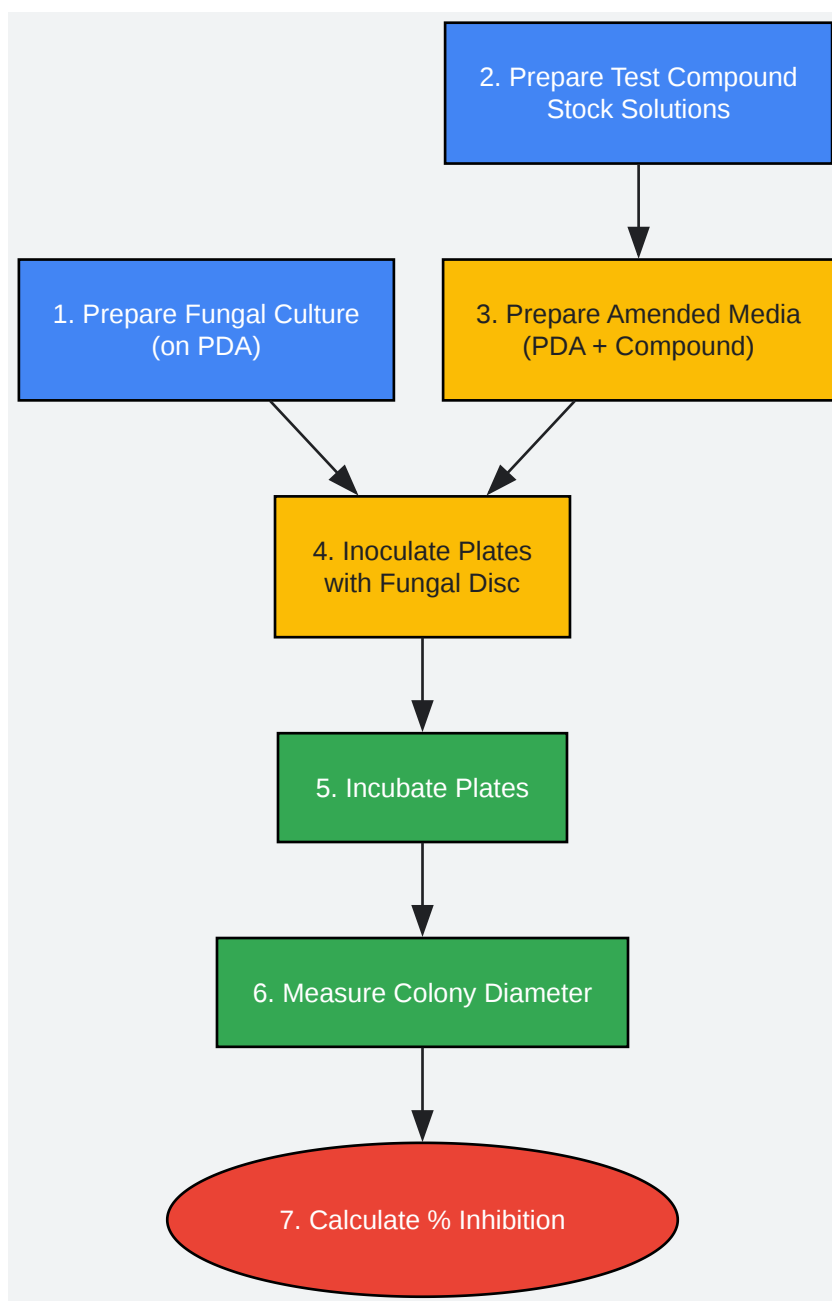 2. Prepare Test Compound
Stock Solutions
1. Prepare Fungal Culture
(on PDA)
3. Prepare Amended Media
(PDA + Compound)
4. Inoculate Plates
with Fungal Disc
5. Incubate Plates
6. Measure Colony Diameter
7. Calculate % Inhibition